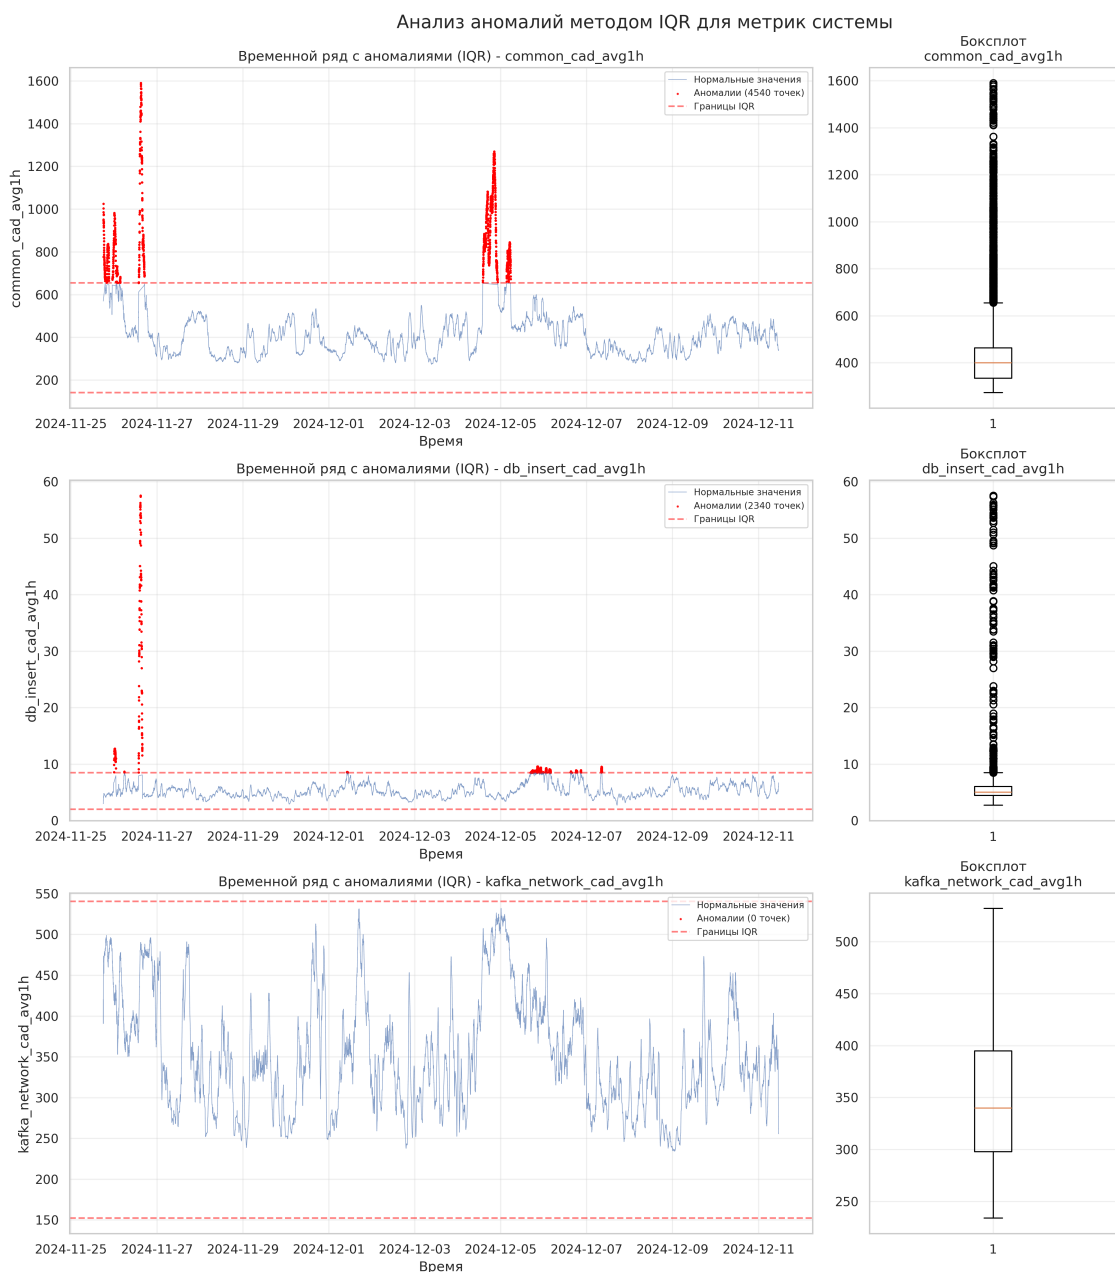 Анализ аномалий методом IQR для метрик системы
Временной ряд с аномалиями (IQR) - common_cad_avg1h
Нормальные значения
Аномалии (4540 точек)
Границы IQR
common_cad_avg1h
1600
1400
1200
1000
800
600
400
200
2024-11-25 2024-11-27 2024-11-29 2024-12-01 2024-12-03 2024-12-05 2024-12-07 2024-12-09 2024-12-11
Время
Боксплот
common_cad_avg1h
1600
1400
1200
1000
800
600
400
1
Временной ряд с аномалиями (IQR) - db_insert_cad_avg1h
Нормальные значения
Аномалии (2340 точек)
Границы IQR
db_insert_cad_avg1h
60
50
40
30
20
10
0
2024-11-25 2024-11-27 2024-11-29 2024-12-01 2024-12-03 2024-12-05 2024-12-07 2024-12-09 2024-12-11
Время
Боксплот
db_insert_cad_avg1h
60
50
40
30
20
10
0
1
Временной ряд с аномалиями (IQR) - kafka_network_cad_avg1h
Нормальные значения
Аномалии (0 точек)
Границы IQR
kafka_network_cad_avg1h
550
500
450
400
350
300
250
200
150
2024-11-25 2024-11-27 2024-11-29 2024-12-01 2024-12-03 2024-12-05 2024-12-07 2024-12-09 2024-12-11
Время
Боксплот
kafka_network_cad_avg1h
500
450
400
350
300
250
1